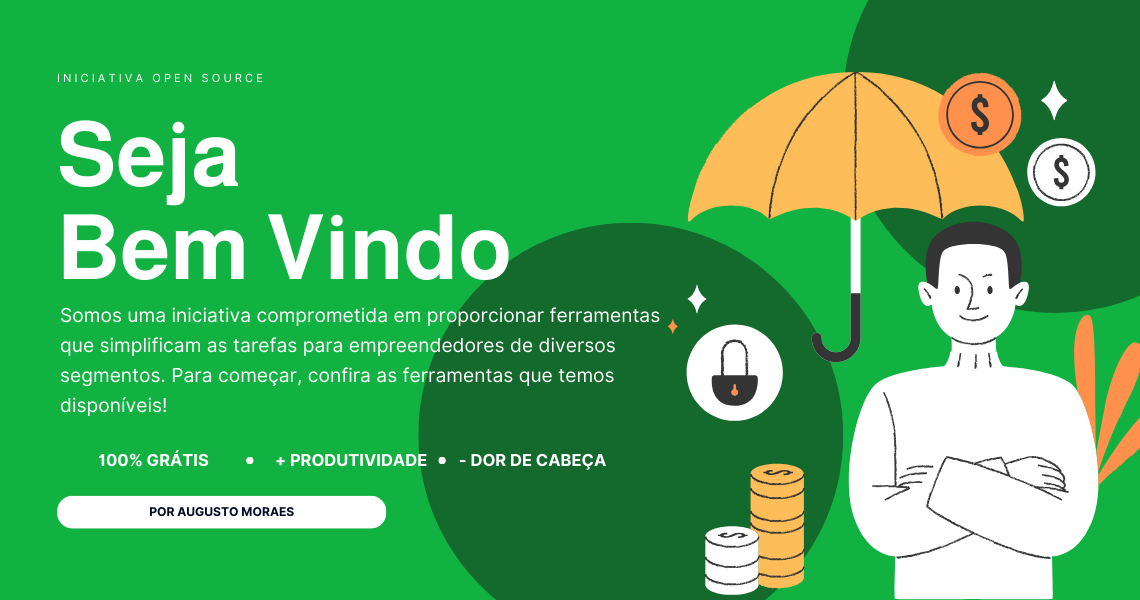 INICIATIVA OPEN SOURCE
Seja
Bem Vindo
Somos uma iniciativa comprometida em proporcionar ferramentas
que simplificam as tarefas para empreendedores de diversos
segmentos. Para começar, confira as ferramentas que temos
disponíveis!
100% GRÁTIS • + PRODUTIVIDADE • - DOR DE CABEÇA
POR AUGUSTO MORAES
$
$
S
S